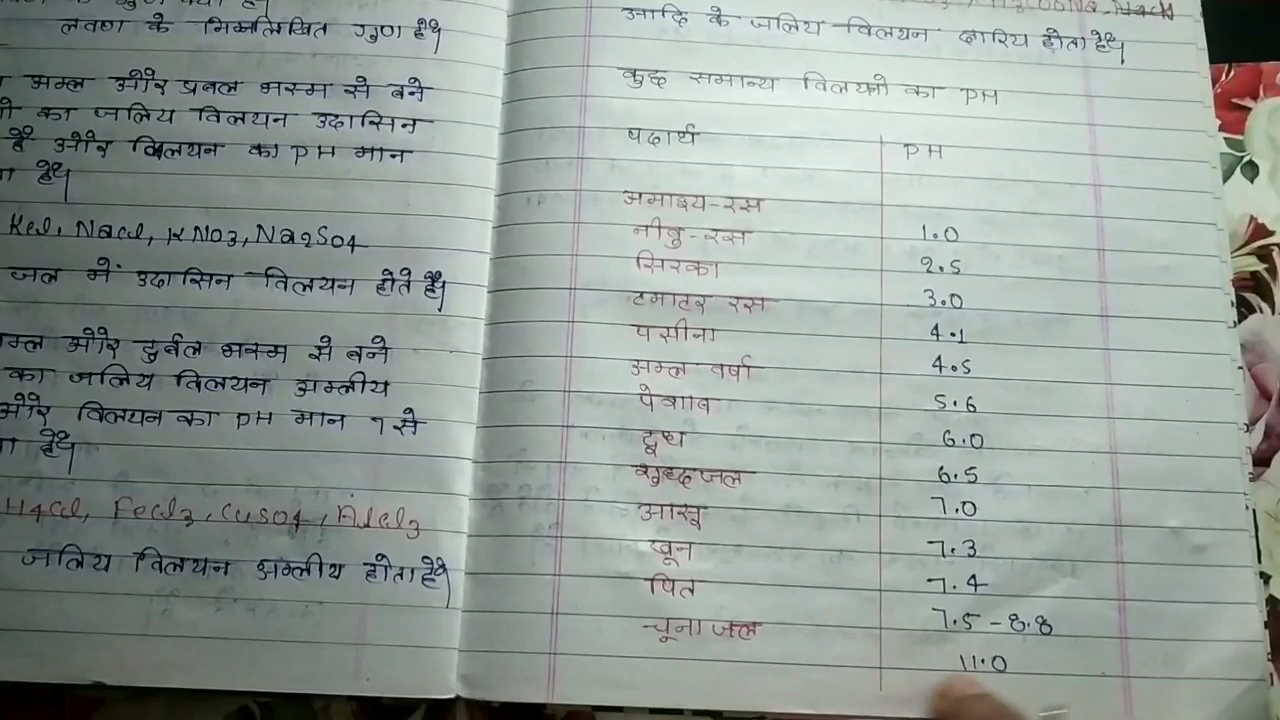 लवण के निम्नलिखित गुण है।
अम्ल और प्रबल भस्म से बने
का जलिय विलयन उदासिन
है और विलयन का PH मान
है।
Kcl, Nacl, KNO3, Na2SO4
जल में उदासिन विलयन होते है।
और दुर्बल भस्म से बने
का जलिय विलयन अम्लीय
और विलयन का PH मान 7 से
है।
H4cl, Fecl3, CuSO4, Alcl3
जलिय विलयन अम्लीय होता है।
आदि के जलिय विलयन क्षारिय होता है।
कुछ समान्य विलयनो का PH
पदार्थ PH
अमाश्य-रस
नीबु-रस 1.0
सिरका 2.5
टमाटर रस 3.0
पसीना 4.1
अम्ल वर्षा 4.5
पेशाब 5.6
दूध 6.0
शुध्द जल 6.5
आसू 7.0
खून 7.3
पित 7.4
चूना जल 7.5-8.8
11.0